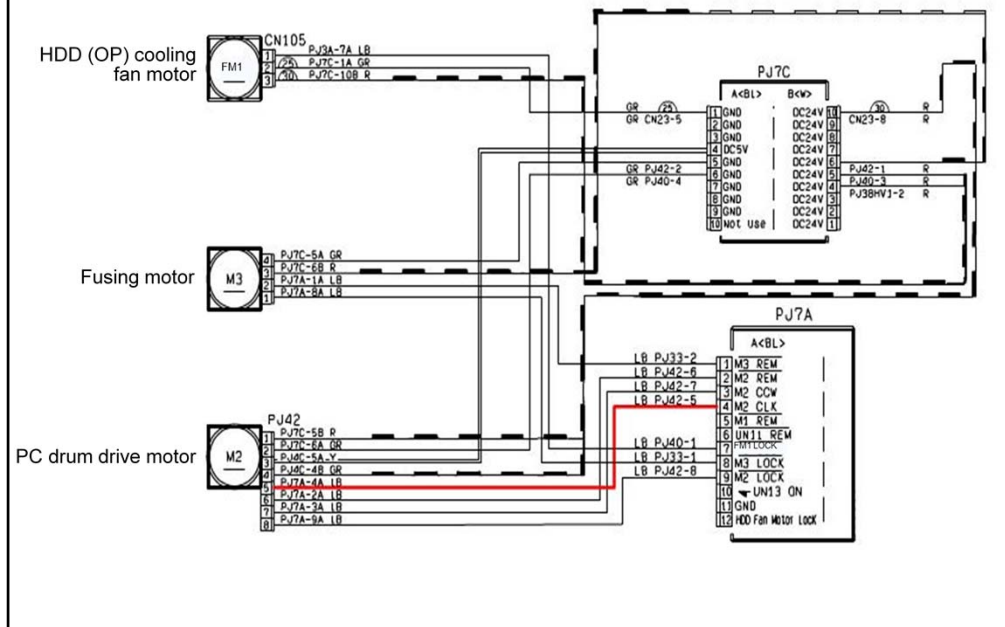 HDD (OP) cooling
fan motor
FM1
CN105
1 PJ3A-7A LB
2 (25) PJ7C-1A GR
3 (30) PJ7C-10B R
Fusing motor
M3
4 PJ7C-5A GR
3 PJ7C-6B R
2 PJ7A-1A LB
1 PJ7A-8A LB
PC drum drive motor
M2
PJ42
1 PJ7C-5B R
2 PJ7C-6A GR
3 PJ4C-5A-Y
4 PJ4C-4B GR
5 PJ7A-4A LB
6 PJ7A-2A LB
7 PJ7A-3A LB
8 PJ7A-9A LB
PJ7C
A<BL> B<W>
GR (25) 1 GND DC24V 10 (30) R
GR CN23-5 2 GND DC24V 9 CN23-8 R
3 GND DC24V 8
4 DC5V DC24V 7
5 GND DC24V 6
GR PJ42-2 6 GND DC24V 5 PJ42-1 R
GR PJ40-4 7 GND DC24V 4 PJ40-3 R
8 GND DC24V 3 PJ38HV1-2 R
9 GND DC24V 2
10 Not Use DC24V 1
PJ7A
A<BL>
LB PJ33-2 1 M3 REM
LB PJ42-6 2 M2 REM
LB PJ42-7 3 M2 CCW
LB PJ42-5 4 M2 CLK
5 M1 REM
6 UN11 REM
LB PJ40-1 7 FM1 LOCK
LB PJ33-1 8 M3 LOCK
LB PJ42-8 9 M2 LOCK
10 UN13 ON
11 GND
12 HDD Fan Motor Lock